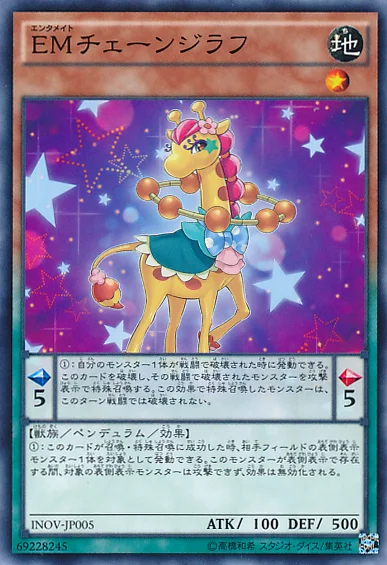 エンタメイト
EMチェーンジラフ
地
①：自分のモンスター1体が戦闘で破壊された時に発動できる。
このカードを破壊し、その戦闘で破壊されたモンスターを攻撃
表示で特殊召喚する。この効果で特殊召喚したモンスターは、
このターン戦闘では破壊されない。
5
5
【獣族／ペンデュラム／効果】
①：このカードが召喚・特殊召喚に成功した時、相手フィールドの表側表示
モンスター1体を対象として発動できる。このモンスターが表側表示で存在
する間、対象の表側表示モンスターは攻撃できず、効果は無効化される。
INOV-JP005
ATK/ 100 DEF/ 500
69228245
©高橋和希 スタジオ・ダイス/集英社